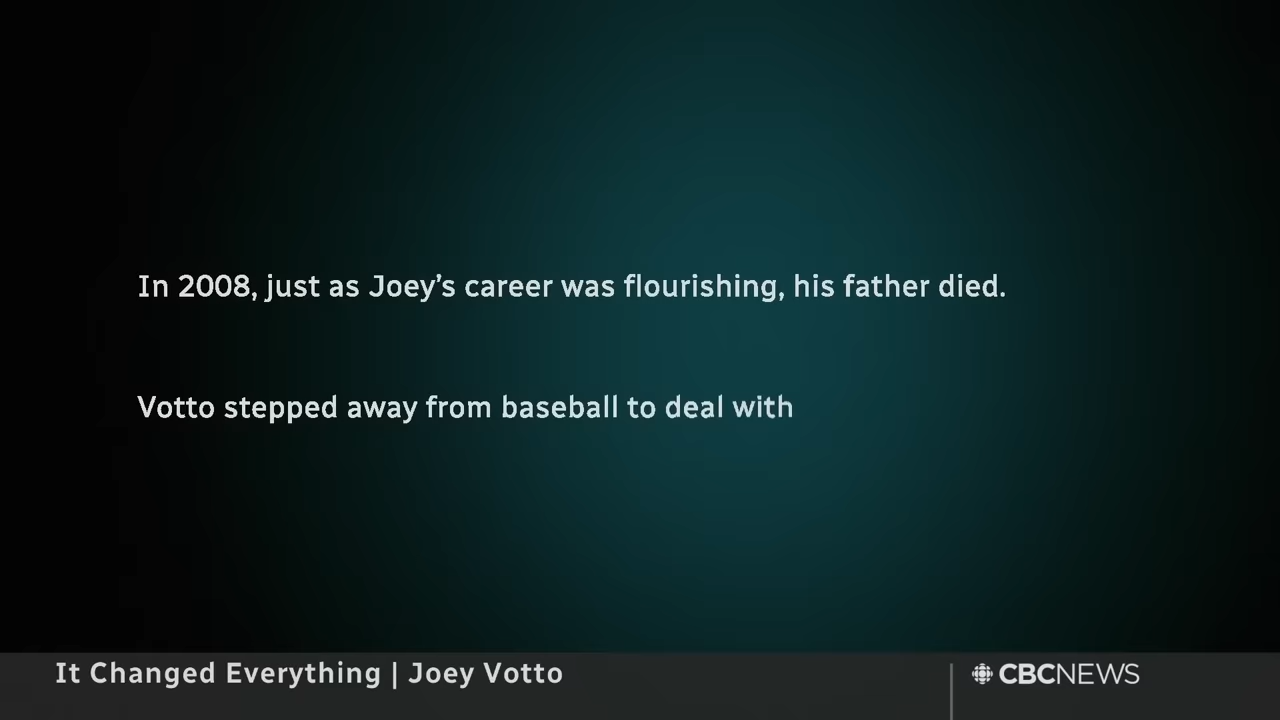 In 2008, just as Joey’s career was flourishing, his father died.
Votto stepped away from baseball to deal with
It Changed Everything | Joey Votto
CBCNEWS